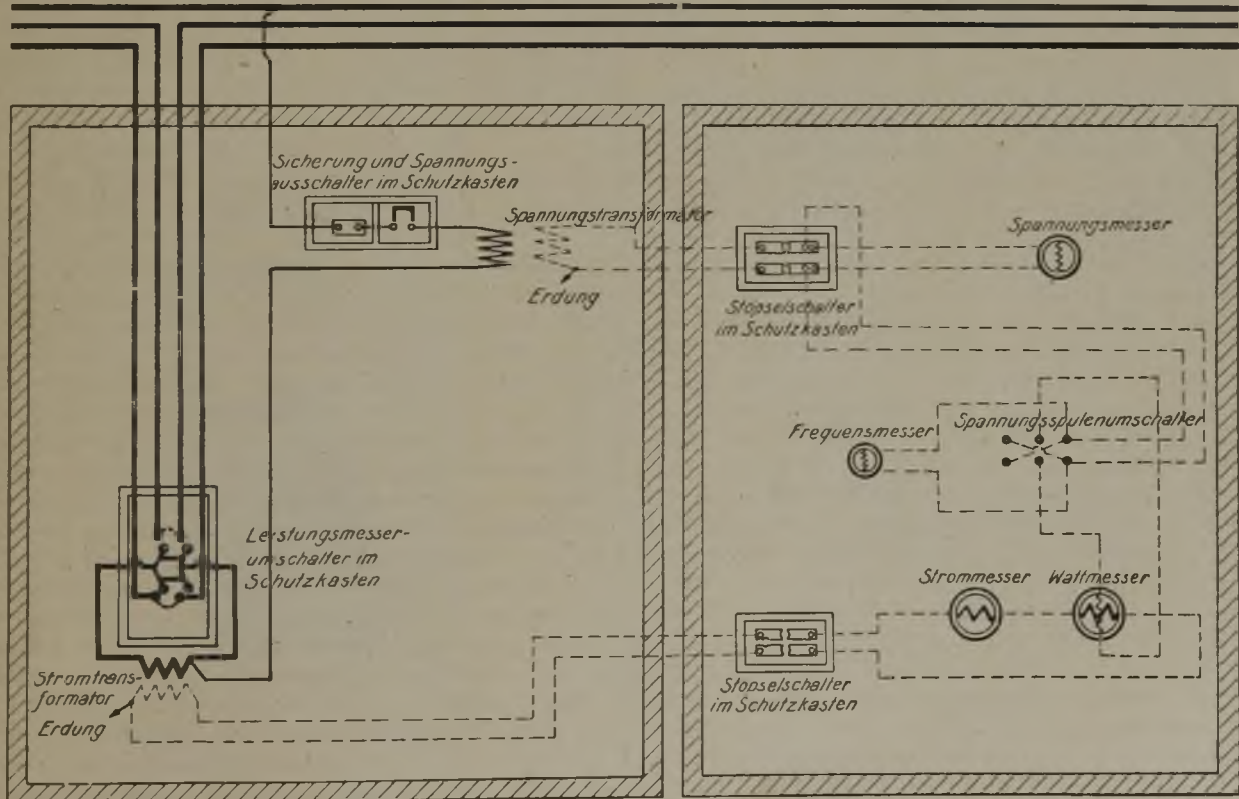 Sicherung und Spannungs-
ausschalter im Schutzkasten
Spannungstransformator
Erdung
Spannungsmesser
Stöpselschalter
im Schutzkasten
Frequensmesser
Spannungsspulenumschalter
Leistungsmesser-
umschalter im
Schutzkasten
Strommesser
Wattmesser
Stromtrans-
formator
Erdung
Stöpselschalter
im Schutzkasten